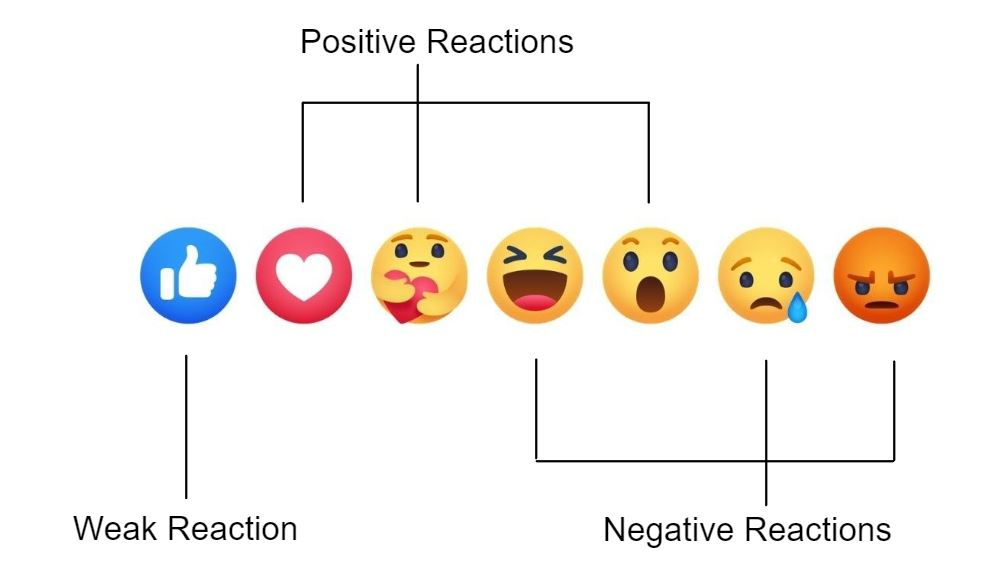 Positive Reactions
Weak Reaction
Negative Reactions